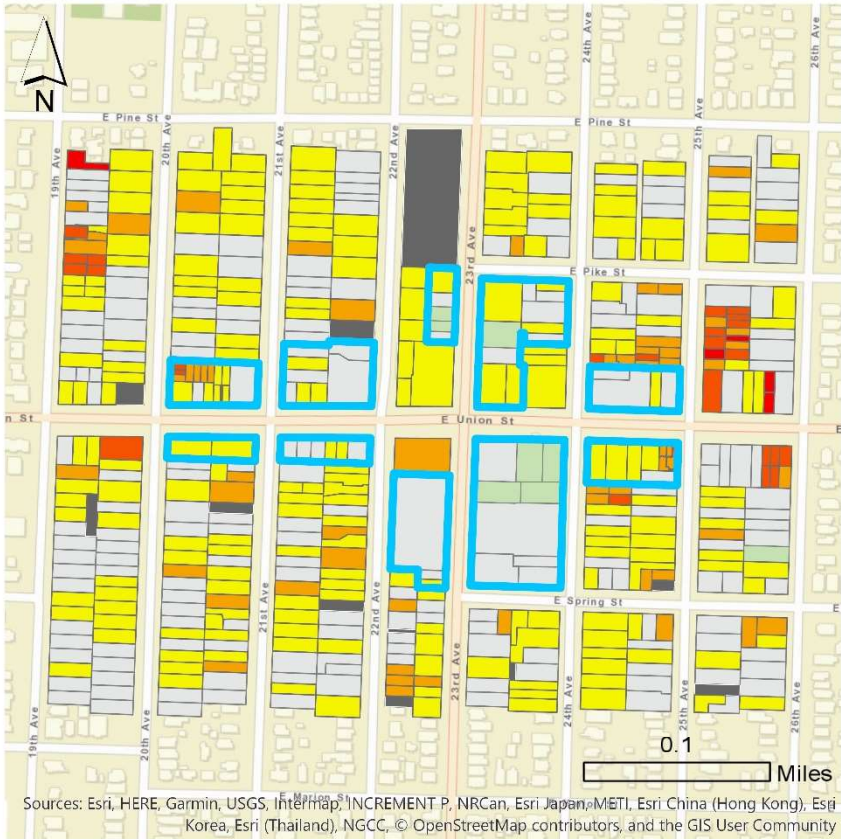 24th Ave
26th Ave
N
E Pine St
E Pine St
25th Ave
20th Ave
19th Ave
21st Ave
22nd Ave
23rd Ave
E Pike St
n St
E Union St
E
E Spring St
E
21st Ave
22nd Ave
23rd Ave
19th Ave
20th Ave
24th Ave
25th Ave
26th Ave
0.1
Miles
E Marion St
Sources: Esri, HERE, Garmin, USGS, Intermap, INCREMENT P, NRCan, Esri Japan, METI, Esri China (Hong Kong), Esri
Korea, Esri (Thailand), NGCC, © OpenStreetMap contributors, and the GIS User Community